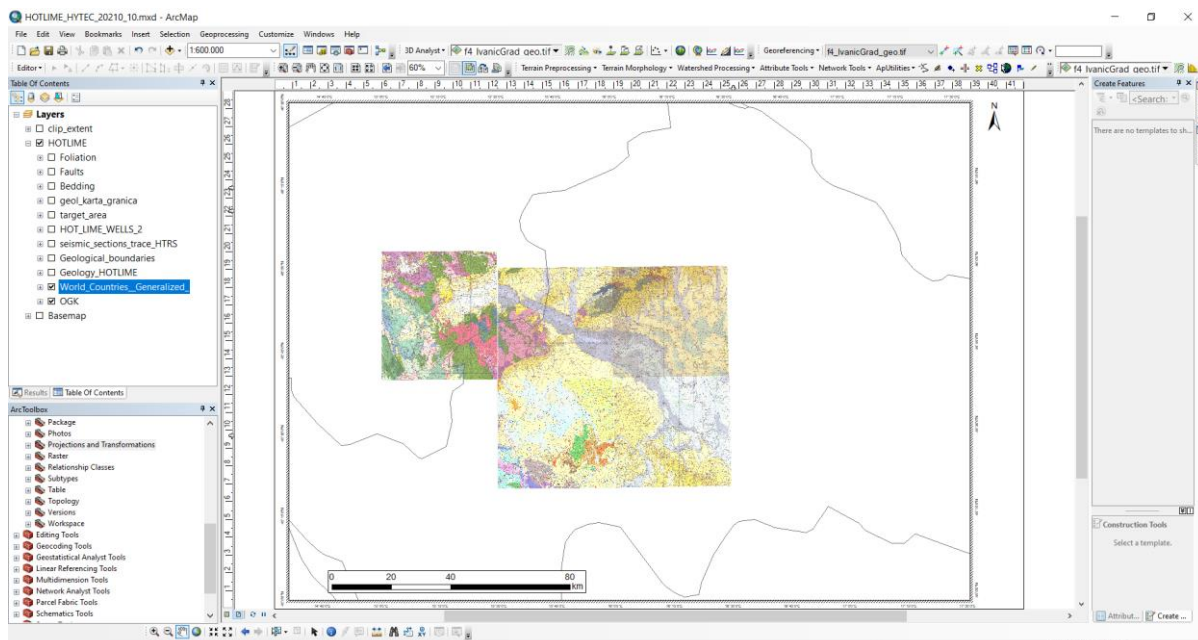 HOTLIME_HYTEC_20210_10.mxd - ArcMap
File Edit View Bookmarks Insert Selection Geoprocessing Customize Windows Help
1:600.000
3D Analyst
f4_IvanicGrad_geo.tif
Georeferencing
f4_IvanicGrad_geo.tif
Editor
60%
Terrain Preprocessing Terrain Morphology Watershed Processing Attribute Tools Network Tools ApUtilities
f4 IvanicGrad geo.tif
Table Of Contents
Layers
clip_extent
HOTLIME
Foliation
Faults
Bedding
geol_karta_granica
target_area
HOT_LIME_WELLS_2
seismic_sections_trace_HTRS
Geological_boundaries
Geology_HOTLIME
World_Countries__Generalized_
OGK
Basemap
Results Table Of Contents
ArcToolbox
Package
Photos
Projections and Transformations
Raster
Relationship Classes
Subtypes
Table
Topology
Versions
Workspace
Editing Tools
Geocoding Tools
Geostatistical Analyst Tools
Linear Referencing Tools
Multidimension Tools
Network Analyst Tools
Parcel Fabric Tools
Schematics Tools
N
0 20 40 80
km
Create Features
<Search:
There are no templates to sh...
Construction Tools
Select a template.
Attribut... Create ...